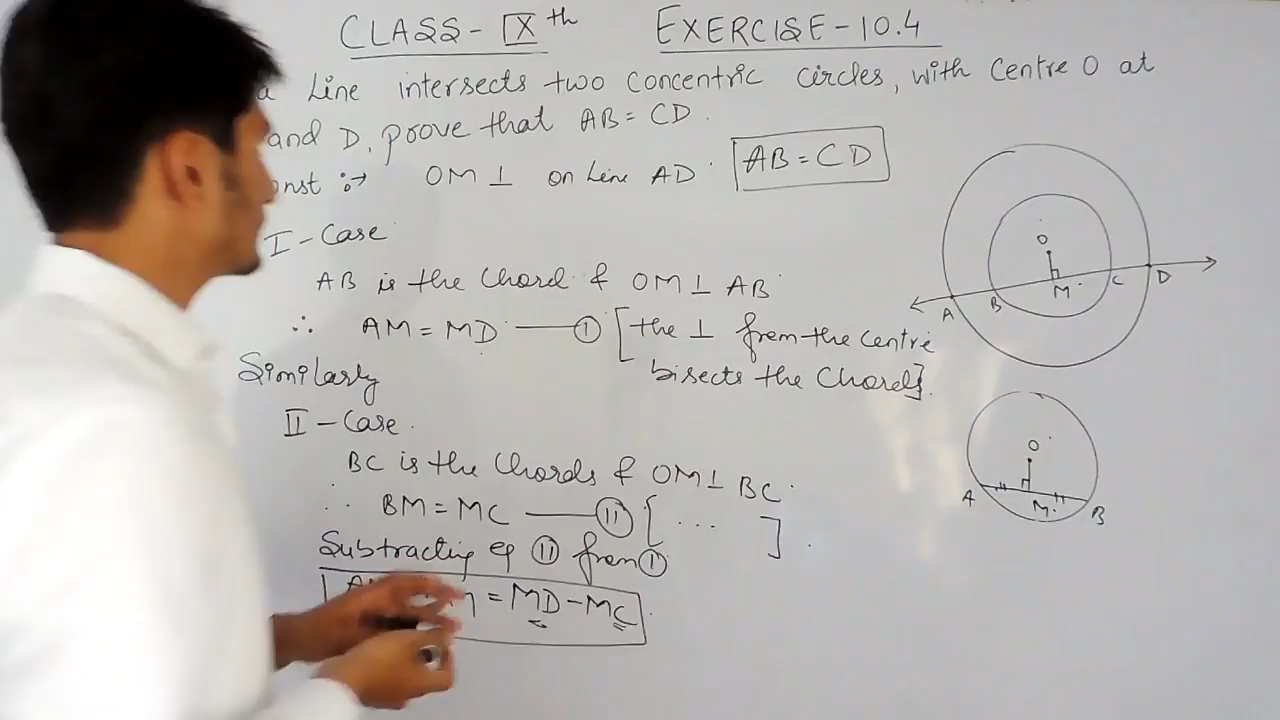 CLASS - IXth EXERCISE - 10.4
a line intersects two concentric circles, with centre O at
and D, prove that AB = CD.
onst :→ OM ⊥ on line AD. AB = CD
I - Case
AB is the chord & OM ⊥ AB
∴ AM = MD —— ① [the ⊥ from the centre
bisects the chord].
Similarly
II - Case.
BC is the chords & OM ⊥ BC.
∴ BM = MC —— ⑪ [ ... ].
Subtracting eq ⑪ from ①
= MD - MC
O
A B M C D
O
A M B